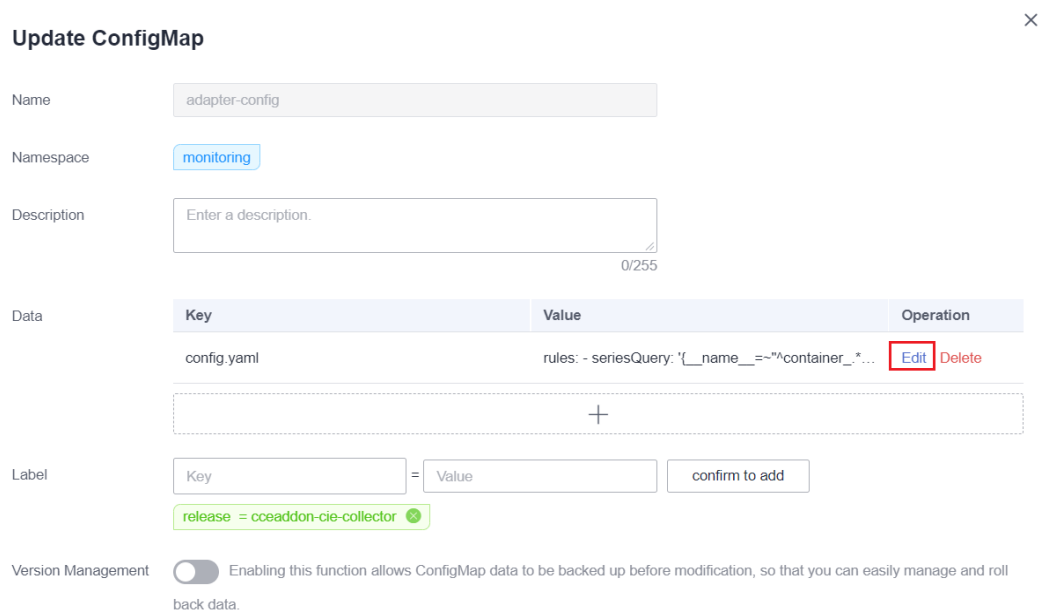 Update ConfigMap
Name
adapter-config
Namespace
monitoring
Description
Enter a description.
0/255
Data
Key Value Operation
config.yaml rules: - seriesQuery: '{__name__=~"^container_.*... Edit Delete
Label
Key = Value confirm to add
release = cceaddon-cie-collector
Version Management Enabling this function allows ConfigMap data to be backed up before modification, so that you can easily manage and roll
back data.